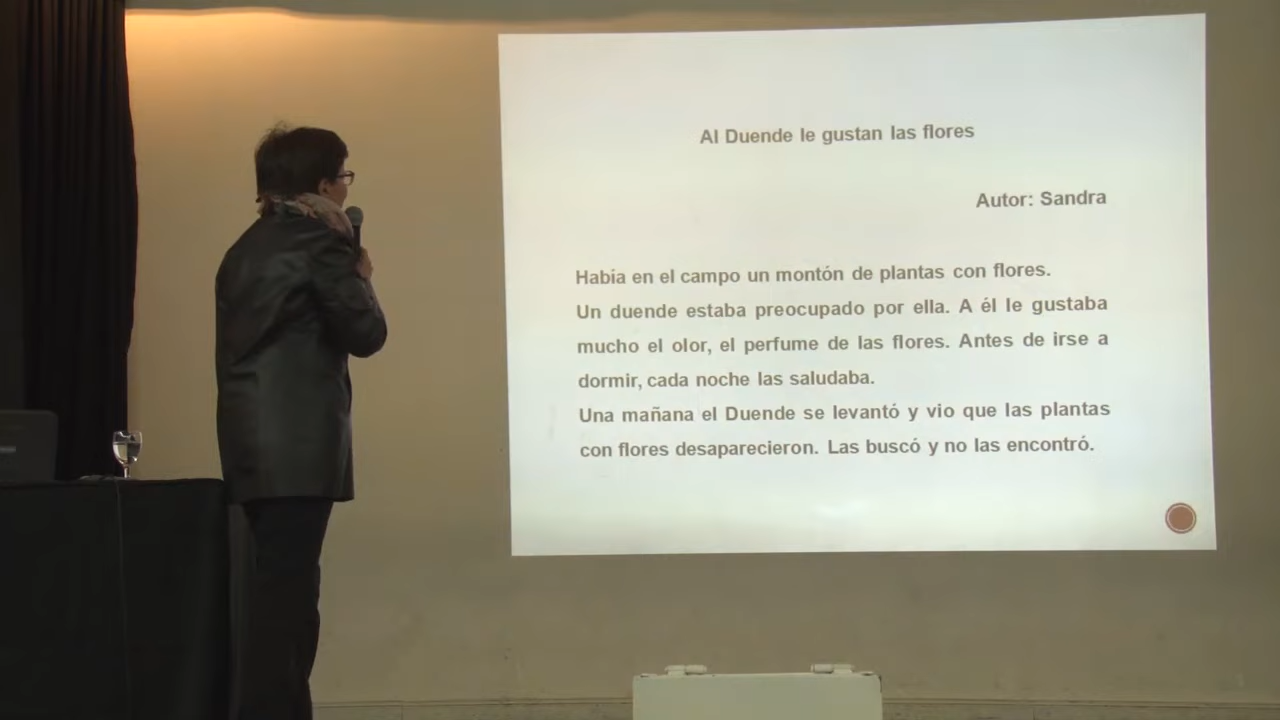 Al Duende le gustan las flores
Autor: Sandra
Había en el campo un montón de plantas con flores.
Un duende estaba preocupado por ella. A él le gustaba
mucho el olor, el perfume de las flores. Antes de irse a
dormir, cada noche las saludaba.
Una mañana el Duende se levantó y vio que las plantas
con flores desaparecieron. Las buscó y no las encontró.